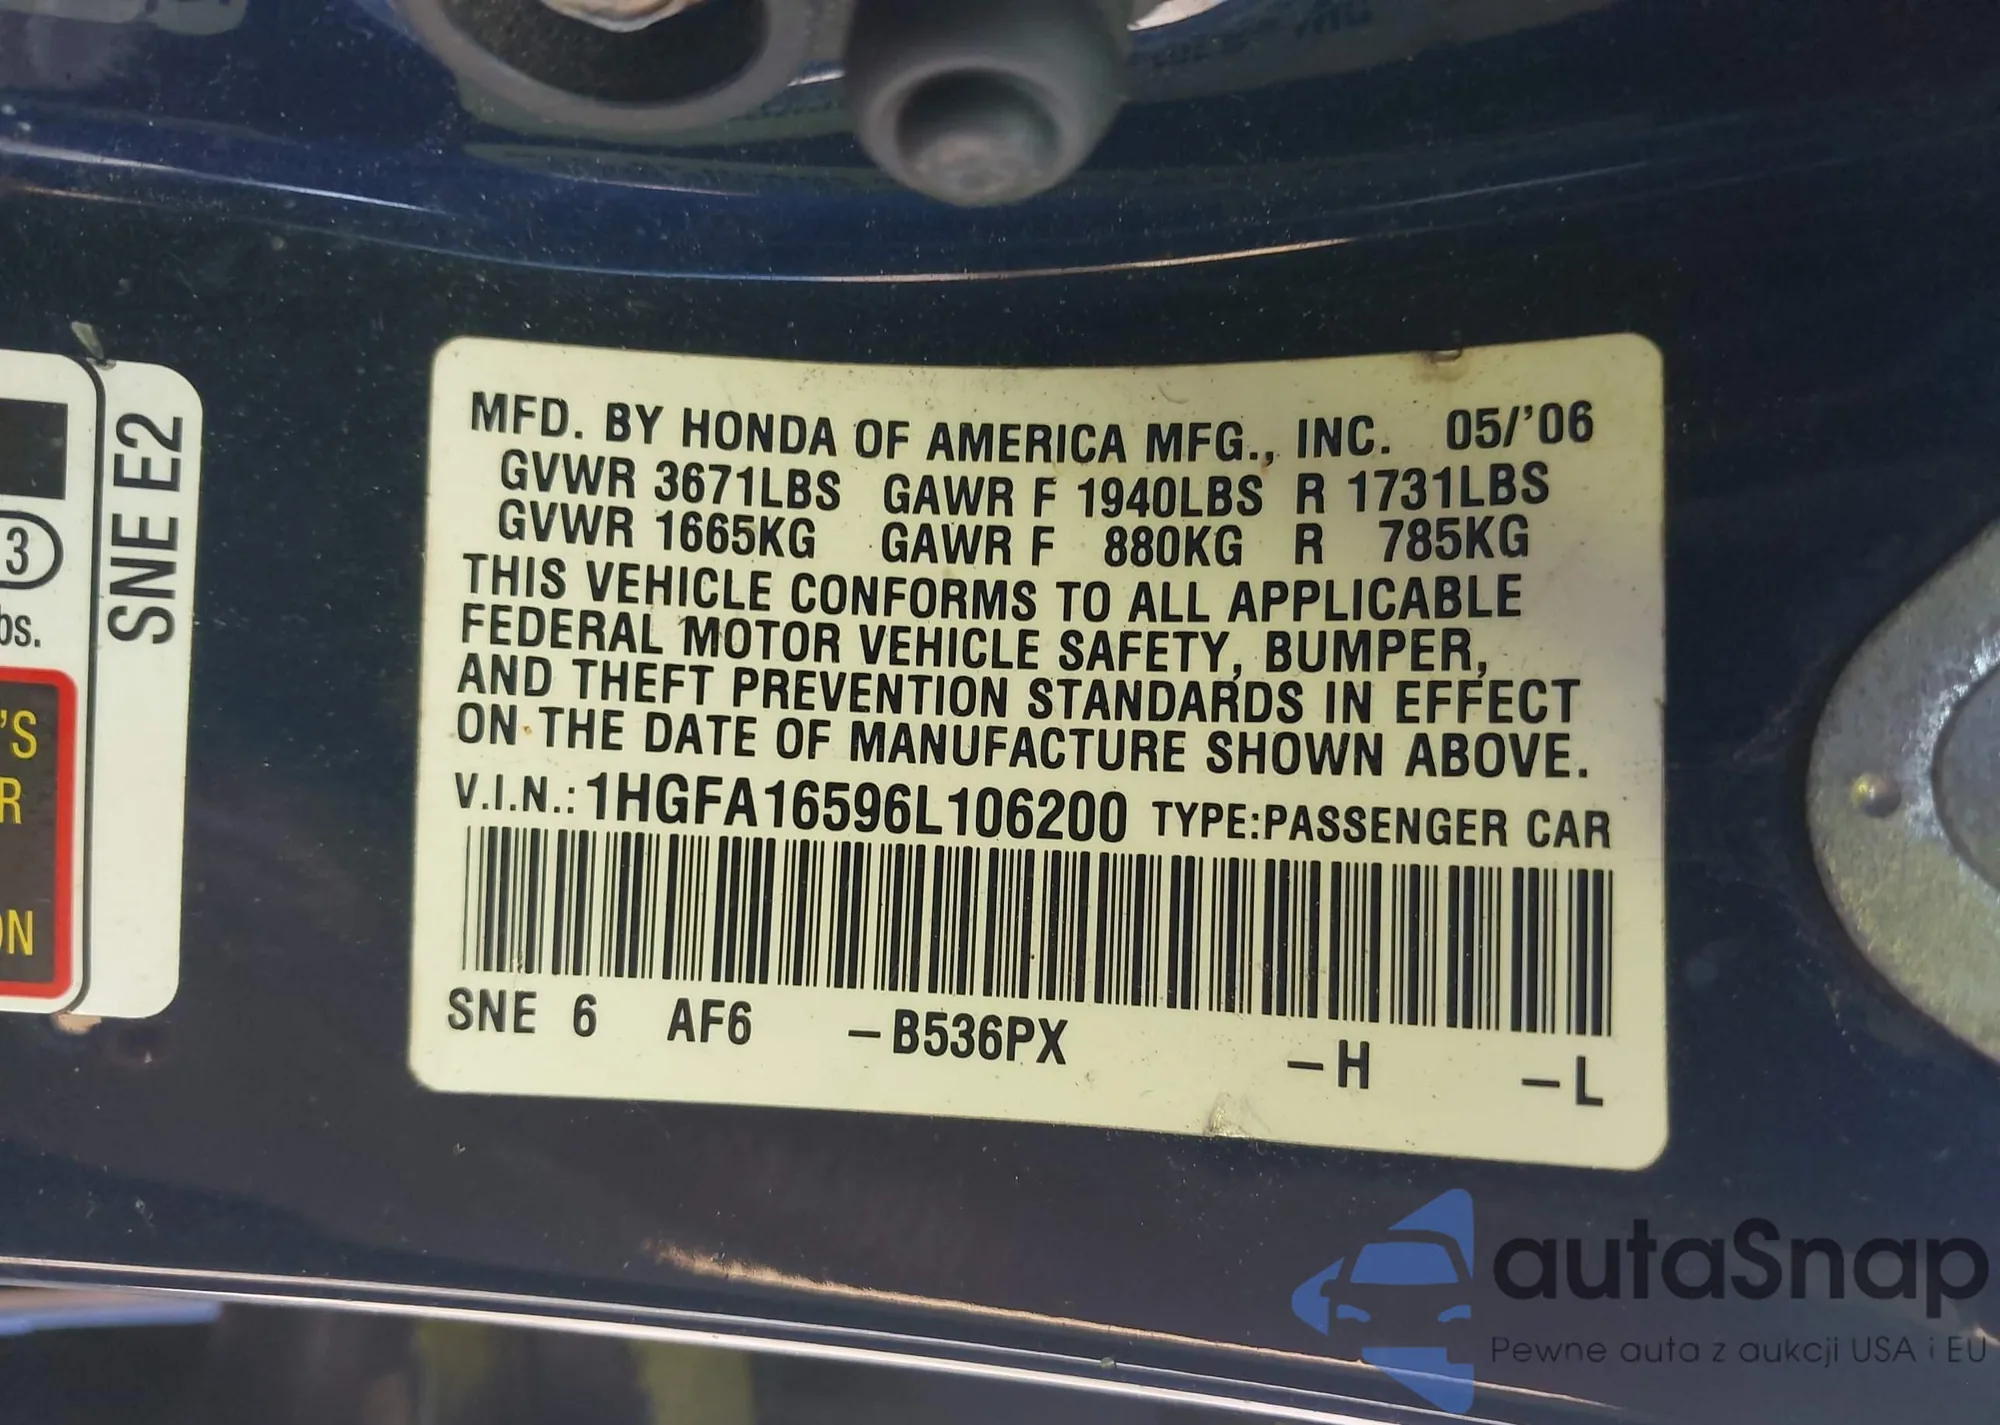 MFD. BY HONDA OF AMERICA MFG., INC. 05/'06
GVWR 3671LBS GAWR F 1940LBS R 1731LBS
GVWR 1665KG GAWR F 880KG R 785KG
THIS VEHICLE CONFORMS TO ALL APPLICABLE
FEDERAL MOTOR VEHICLE SAFETY, BUMPER,
AND THEFT PREVENTION STANDARDS IN EFFECT
ON THE DATE OF MANUFACTURE SHOWN ABOVE.
V.I.N.: 1HGFA16596L106200 TYPE:PASSENGER CAR
SNE 6 AF6 –B536PX –H –L
SNE E2
3
bs.
'S
R
ON
autaSnap
Pewne auta z aukcji USA i EU